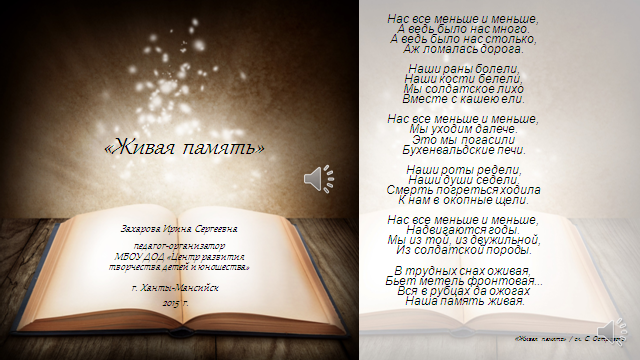 «Живая память»
Захарова Ирина Сергеевна
педагог-организатор
МБОУ ДОД «Центр развития
творчества детей и юношества»
г. Ханты-Мансийск
2015 г.
Нас все меньше и меньше,
А ведь было нас много.
А ведь было нас столько,
Аж ломалась дорога.
Наши раны болели,
Наши кости белели,
Мы солдатское лихо
Вместе с кашею ели.
Нас все меньше и меньше,
Мы уходим далече.
Это мы погасили
Бухенвальдские печи.
Наши роты редели,
Наши души седели,
Смерть погреться ходила
К нам в окопные щели.
Нас все меньше и меньше,
Надвигаются годы.
Мы из той, из двужильной,
Из солдатской породы.
В трудных снах оживая,
Бьет метель фронтовая...
Вся в рубцах да ожогах
Наша память живая.
«Живая память» /